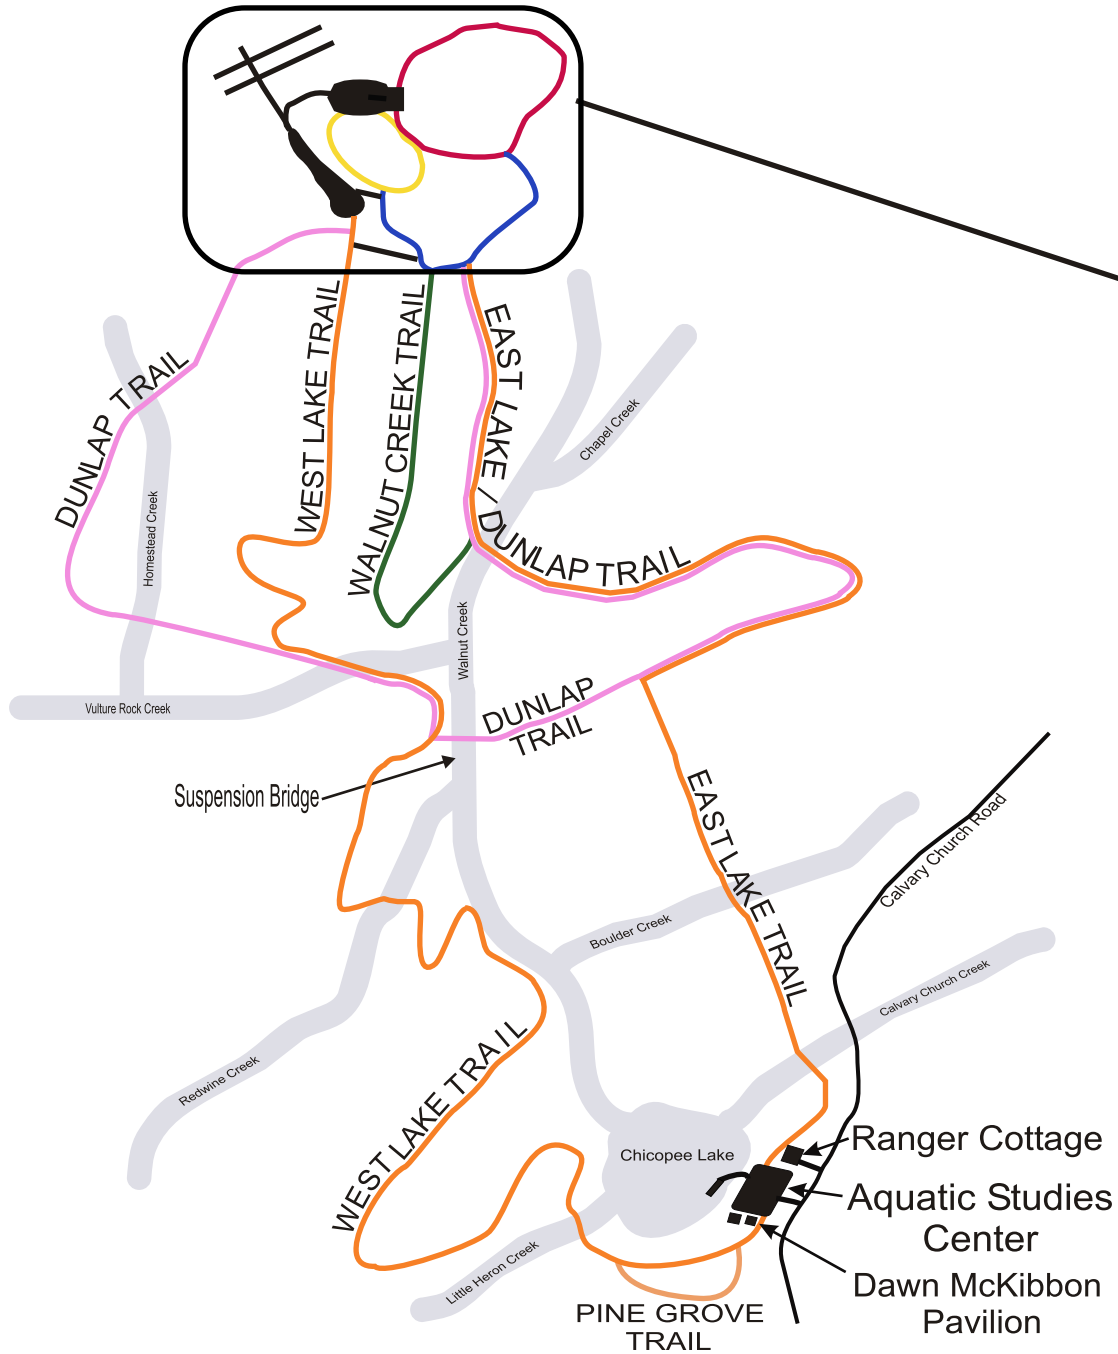 DUNLAP TRAIL
WEST LAKE TRAIL
WALNUT CREEK TRAIL
EAST LAKE / DUNLAP TRAIL
Chapel Creek
Homestead Creek
Walnut Creek
Vulture Rock Creek
DUNLAP
TRAIL
Suspension Bridge
EAST LAKE TRAIL
Calvary Church Road
Boulder Creek
Calvary Church Creek
Redwine Creek
WEST LAKE TRAIL
Chicopee Lake
Ranger Cottage
Aquatic Studies
Center
Little Heron Creek
Dawn McKibbon
Pavilion
PINE GROVE
TRAIL